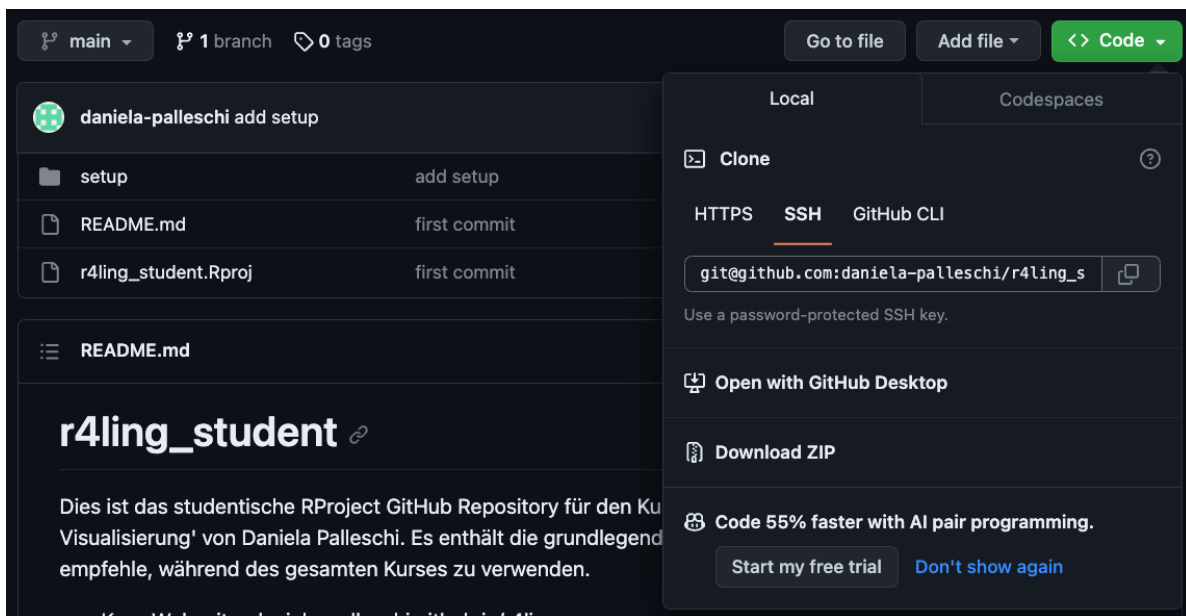 main 1 branch 0 tags Go to file Add file <> Code
daniela-palleschi add setup
setup add setup
README.md first commit
r4ling_student.Rproj first commit
README.md
r4ling_student
Dies ist das studentische RProject GitHub Repository für den Ku
Visualisierung' von Daniela Palleschi. Es enthält die grundlegend
empfehle, während des gesamten Kurses zu verwenden.
Local Codespaces
Clone
HTTPS SSH GitHub CLI
git@github.com:daniela-palleschi/r4ling_s
Use a password-protected SSH key.
Open with GitHub Desktop
Download ZIP
Code 55% faster with AI pair programming.
Start my free trial Don't show again